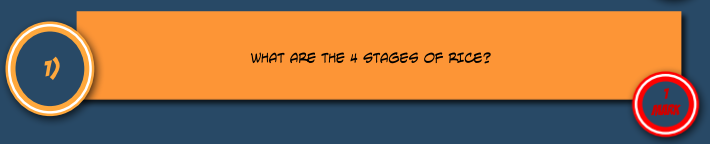 1)
WHAT ARE THE 4 STAGES OF RICE?
1
MARK